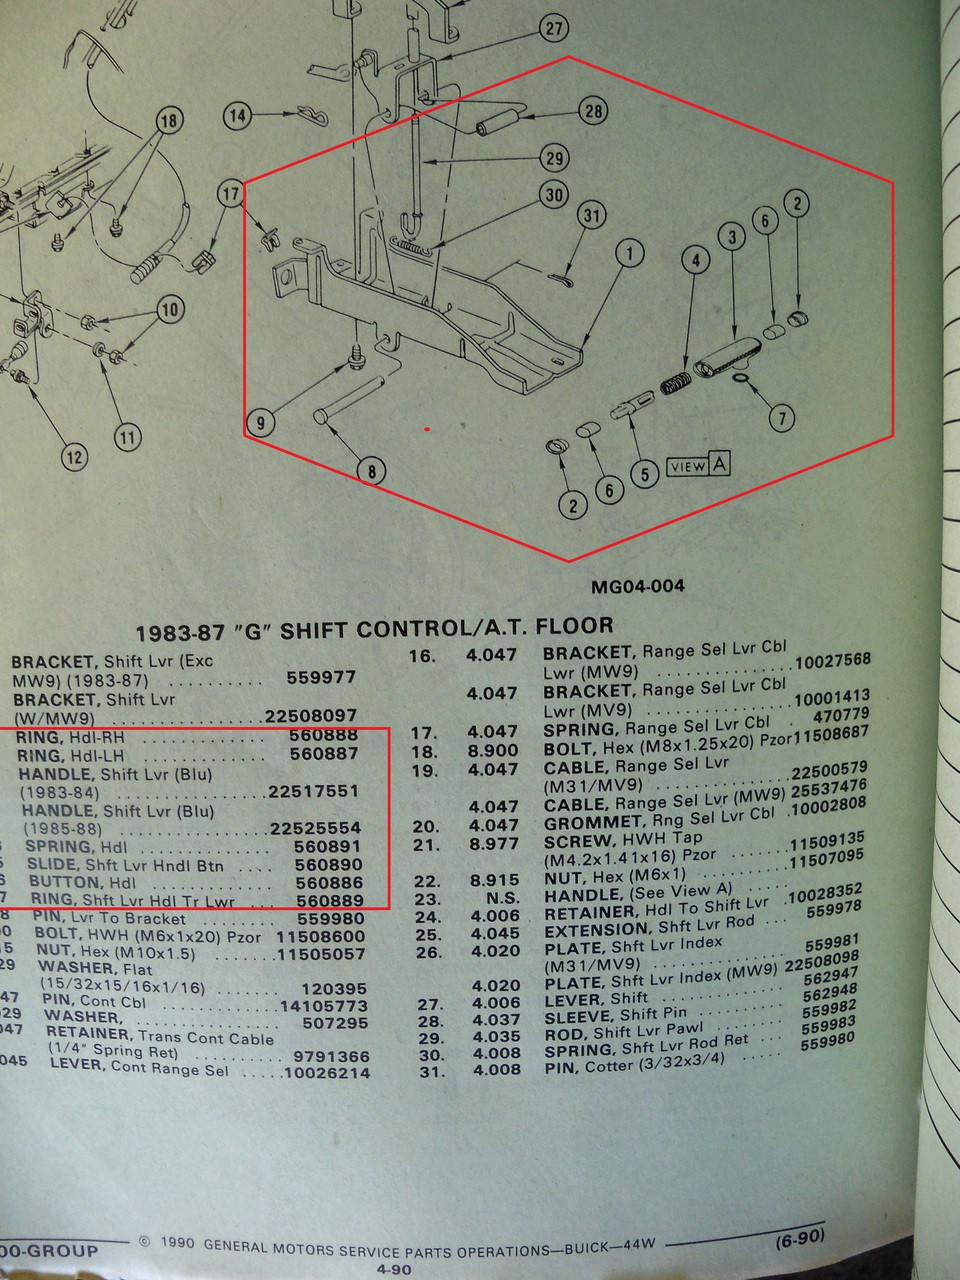 27
14
28
18
29
17
30
31
1
6
2
3
4
10
9
11
12
8
7
2
6
5
VIEW A
MG04-004
1983-87 "G" SHIFT CONTROL/A.T. FLOOR
BRACKET, Shift Lvr (Exc
MW9) (1983-87) .......... 559977
BRACKET, Shift Lvr
(W/MW9) ................ 22508097
RING, Hdl-RH ............. 560888
RING, Hdl-LH ............. 560887
HANDLE, Shift Lvr (Blu)
(1983-84) ............... 22517551
HANDLE, Shift Lvr (Blu)
(1985-88) ............... 22525554
SPRING, Hdl ............. 560891
SLIDE, Shft Lvr Hndl Btn .... 560890
6 BUTTON, Hdl ............. 560886
7 RING, Shft Lvr Hdl Tr Lwr ... 560889
8 PIN, Lvr To Bracket ........ 559980
00 BOLT, HWH (M6x1x20) Pzor 11508600
15 NUT, Hex (M10x1.5) ....... 11505057
29 WASHER, Flat
(15/32x15/16x1/16) ....... 120395
47 PIN, Cont Cbl ............. 14105773
029 WASHER, ................ 507295
047 RETAINER, Trans Cont Cable
(1/4" Spring Ret) .......... 9791366
045 LEVER, Cont Range Sel ..... 10026214
16. 4.047 BRACKET, Range Sel Lvr Cbl
Lwr (MW9) ............. 10027568
4.047 BRACKET, Range Sel Lvr Cbl
Lwr (MV9) ............. 10001413
17. 4.047 SPRING, Range Sel Lvr Cbl . 470779
18. 8.900 BOLT, Hex (M8x1.25x20) Pzor 11508687
19. 4.047 CABLE, Range Sel Lvr
(M31/MV9) ............. 22500579
4.047 CABLE, Range Sel Lvr (MW9) 25537476
20. 4.047 GROMMET, Rng Sel Lvr Cbl . 10002808
21. 8.977 SCREW, HWH Tap
(M4.2x1.41x16) Pzor ....... 11509135
22. 8.915 NUT, Hex (M6x1) ......... 11507095
23. N.S. HANDLE, (See View A) .....
24. 4.006 RETAINER, Hdl To Shift Lvr . 10028352
25. 4.045 EXTENSION, Shft Lvr Rod ... 559978
26. 4.020 PLATE, Shft Lvr Index
(M31/MV9) ............. 559981
4.020 PLATE, Shft Lvr Index (MW9) 22508098
27. 4.006 LEVER, Shift ............. 562947
28. 4.037 SLEEVE, Shift Pin .......... 562948
29. 4.035 ROD, Shift Lvr Pawl ........ 559982
30. 4.008 SPRING, Shft Lvr Rod Ret ... 559983
31. 4.008 PIN, Cotter (3/32x3/4) ..... 559980
00-GROUP
© 1990 GENERAL MOTORS SERVICE PARTS OPERATIONS—BUICK—44W
(6-90)
4-90